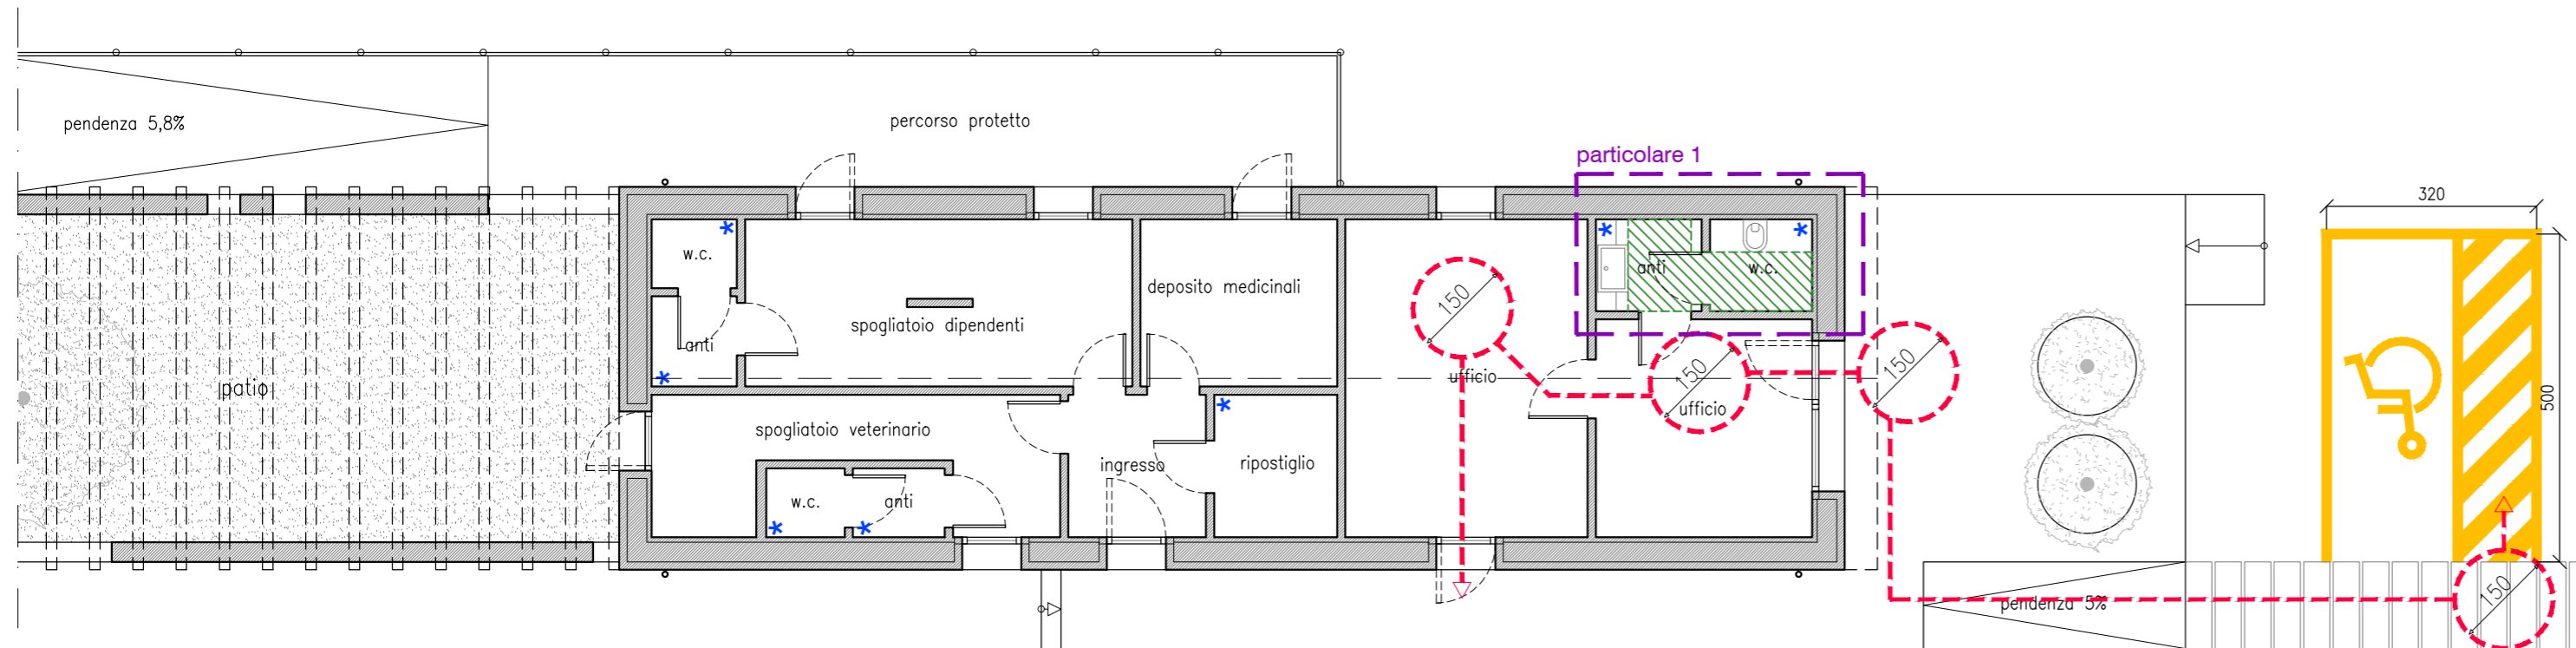 pendenza 5,8%
percorso protetto
particolare 1
320
w.c.
anti
w.c.
deposito medicinali
150
spogliatoio dipendenti
anti
150
150
ufficio
patio
500
ufficio
spogliatoio veterinario
ingresso
ripostiglio
w.c.
anti
150
pendenza 5%